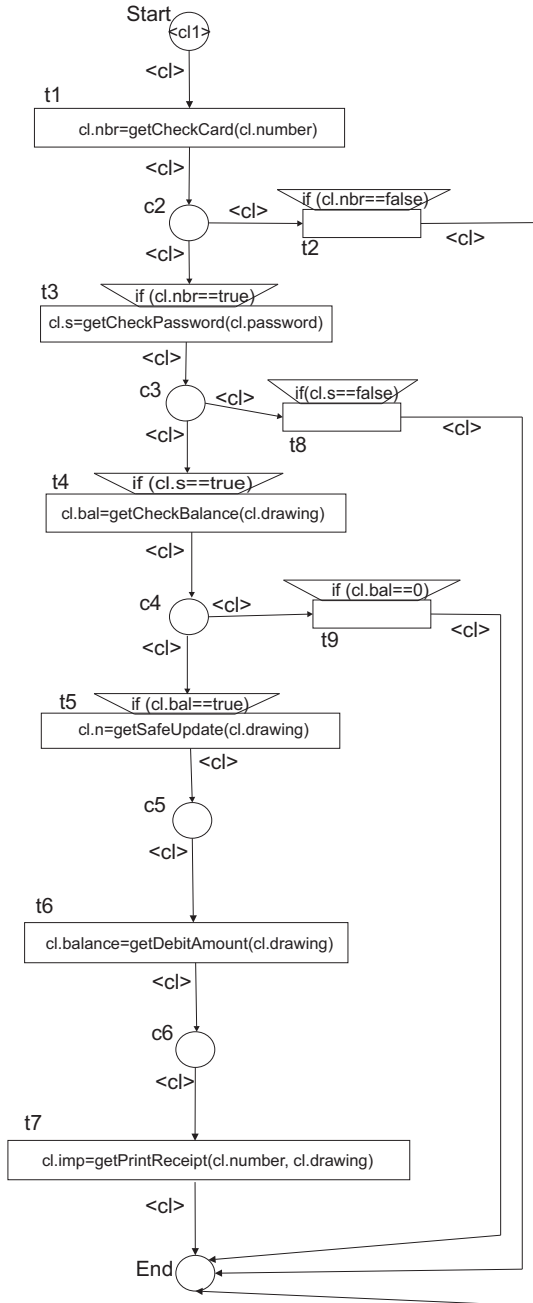 Start
<cl1>
<cl>
t1
cl.nbr=getCheckCard(cl.number)
<cl>
c2
<cl>
if (cl.nbr==false)
t2
<cl>
<cl>
t3
if (cl.nbr==true)
cl.s=getCheckPassword(cl.password)
<cl>
c3
<cl>
if(cl.s==false)
t8
<cl>
<cl>
t4
if (cl.s==true)
cl.bal=getCheckBalance(cl.drawing)
<cl>
c4
<cl>
if (cl.bal==0)
t9
<cl>
<cl>
t5
if (cl.bal==true)
cl.n=getSafeUpdate(cl.drawing)
<cl>
c5
<cl>
t6
cl.balance=getDebitAmount(cl.drawing)
<cl>
c6
<cl>
t7
cl.imp=getPrintReceipt(cl.number, cl.drawing)
<cl>
End